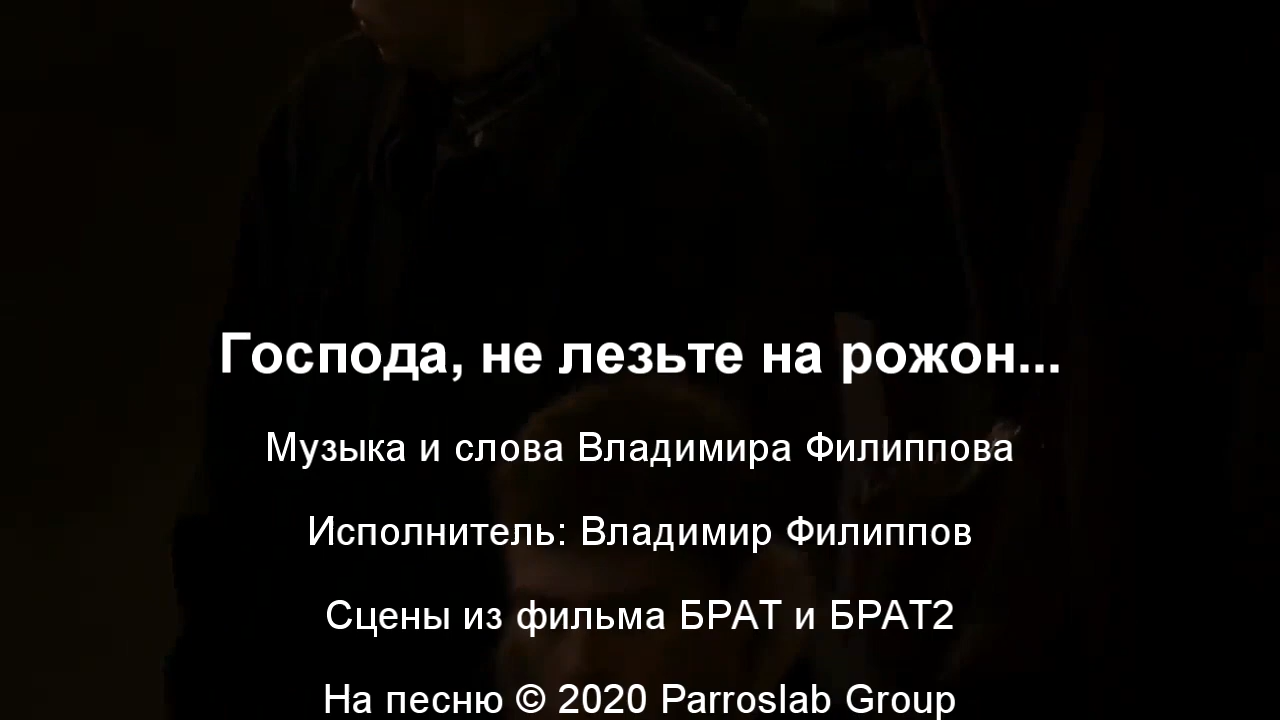 Господа, не лезьте на рожон...
Музыка и слова Владимира Филиппова
Исполнитель: Владимир Филиппов
Сцены из фильма БРАТ и БРАТ2
На песню © 2020 Parroslab Group